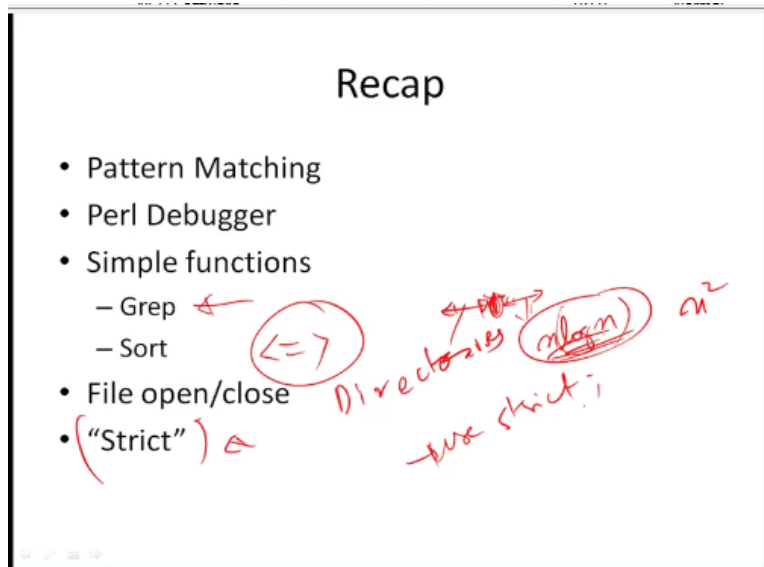 Recap
• Pattern Matching
• Perl Debugger
• Simple functions
– Grep
– Sort
<=>
nlogn)
n²
• File open/close
Directories
• ("Strict")
use strict;